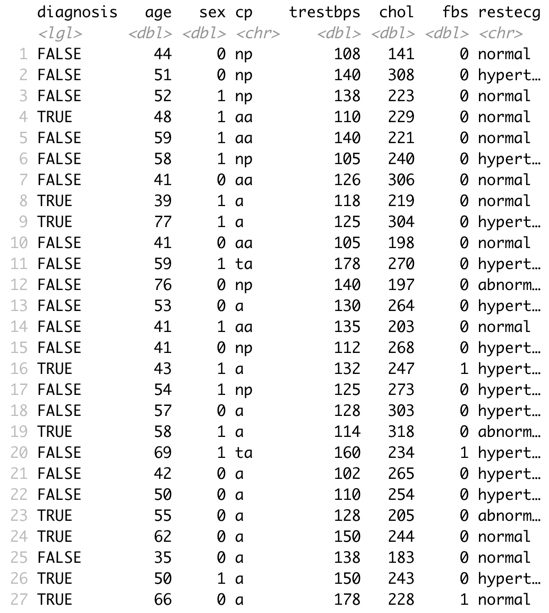 diagnosis age sex cp trestbps chol fbs restecg
<lgl> <dbl> <dbl> <chr> <dbl> <dbl> <dbl> <chr>
1 FALSE 44 0 np 108 141 0 normal
2 FALSE 51 0 np 140 308 0 hypert…
3 FALSE 52 1 np 138 223 0 normal
4 TRUE 48 1 aa 110 229 0 normal
5 FALSE 59 1 aa 140 221 0 normal
6 FALSE 58 1 np 105 240 0 hypert…
7 FALSE 41 0 aa 126 306 0 normal
8 TRUE 39 1 a 118 219 0 normal
9 TRUE 77 1 a 125 304 0 hypert…
10 FALSE 41 0 aa 105 198 0 normal
11 FALSE 59 1 ta 178 270 0 hypert…
12 FALSE 76 0 np 140 197 0 abnorm…
13 FALSE 53 0 a 130 264 0 hypert…
14 FALSE 41 1 aa 135 203 0 normal
15 FALSE 41 0 np 112 268 0 hypert…
16 TRUE 43 1 a 132 247 1 hypert…
17 FALSE 54 1 np 125 273 0 hypert…
18 FALSE 57 0 a 128 303 0 hypert…
19 TRUE 58 1 a 114 318 0 abnorm…
20 FALSE 69 1 ta 160 234 1 hypert…
21 FALSE 42 0 a 102 265 0 hypert…
22 FALSE 50 0 a 110 254 0 hypert…
23 TRUE 55 0 a 128 205 0 abnorm…
24 TRUE 62 0 a 150 244 0 normal
25 FALSE 35 0 a 138 183 0 normal
26 TRUE 50 1 a 150 243 0 hypert…
27 TRUE 66 0 a 178 228 1 normal